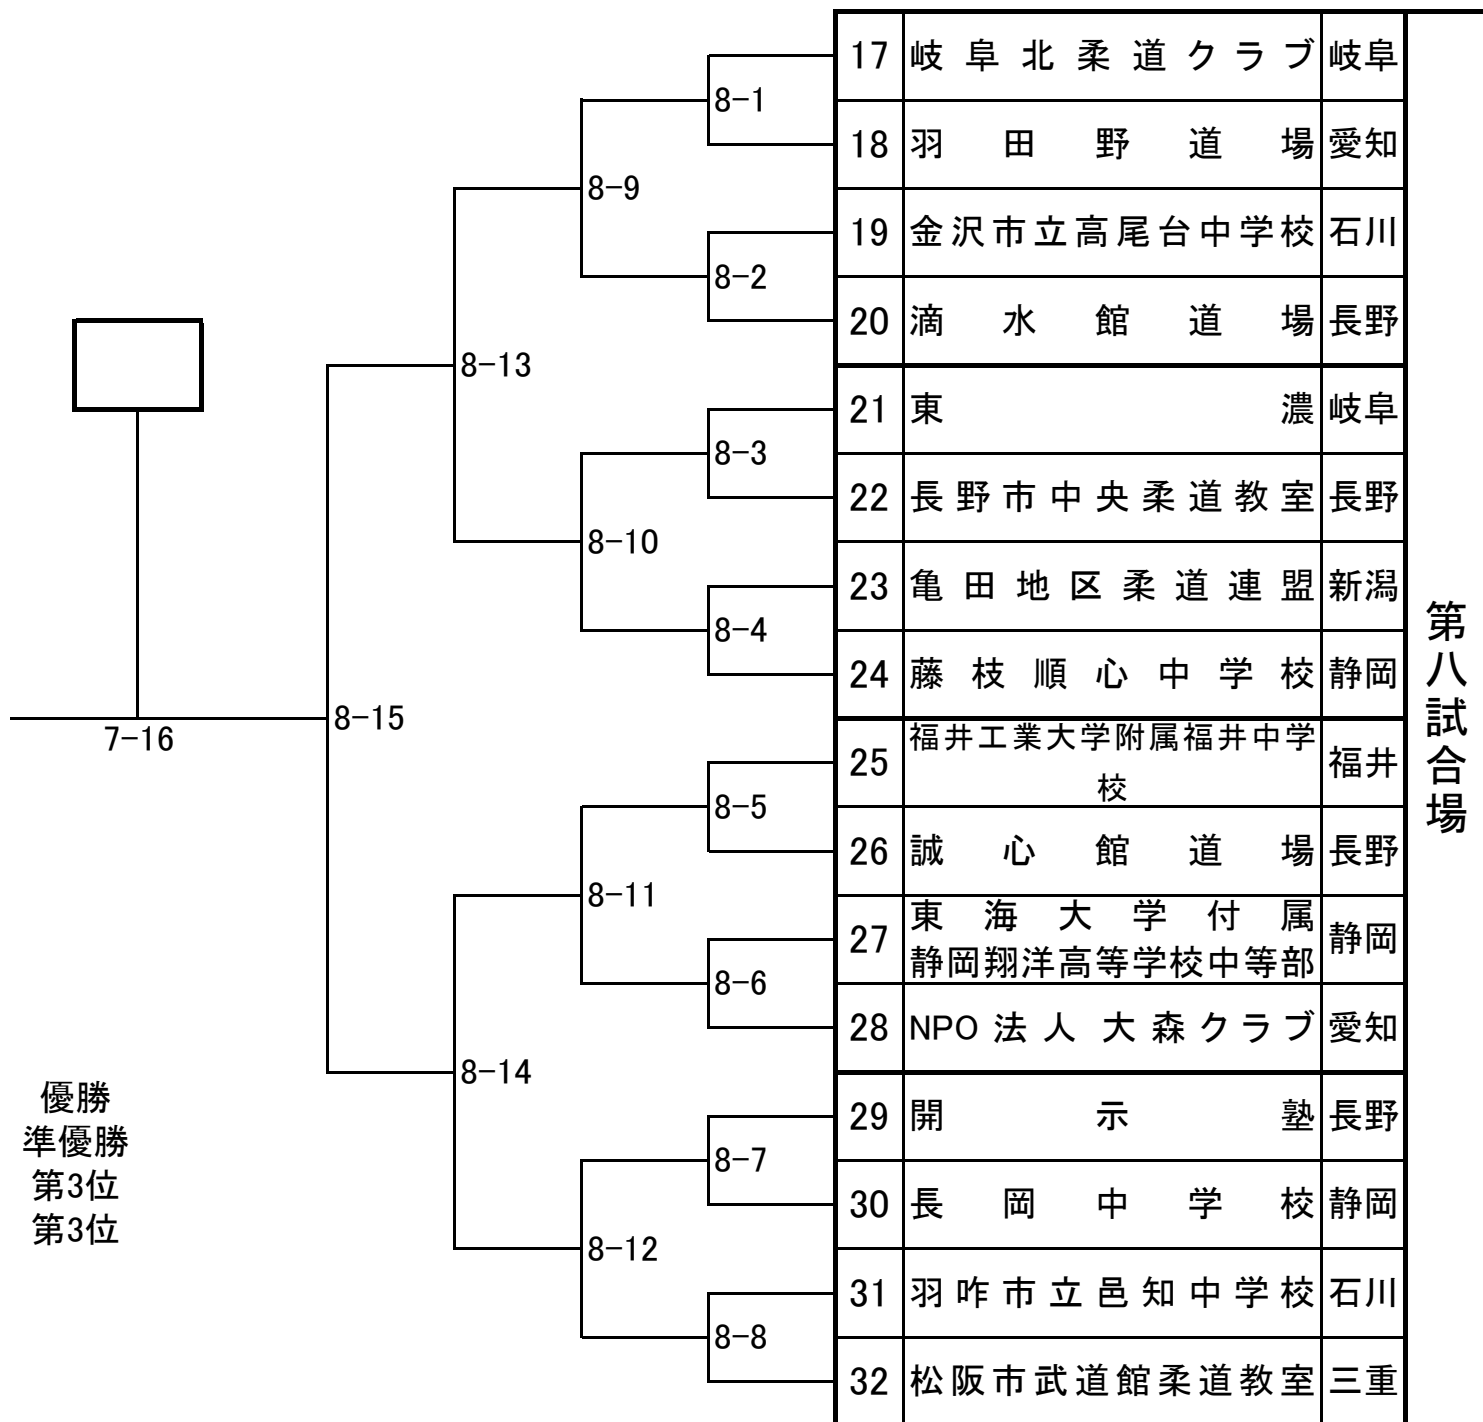 17 岐阜北柔道クラブ 岐阜
8-1
18 羽田野道場 愛知
8-9
19 金沢市立高尾台中学校 石川
8-2
20 滴水館道場 長野
8-13
21 東濃 岐阜
8-3
22 長野市中央柔道教室 長野
8-10
23 亀田地区柔道連盟 新潟
8-4
24 藤枝順心中学校 静岡
8-15
7-16
25 福井工業大学附属福井中学
校 福井
8-5
26 誠心館道場 長野
8-11
27 東海大学付属
静岡翔洋高等学校中等部 静岡
8-6
28 NPO法人大森クラブ 愛知
8-14
29 開示塾 長野
8-7
30 長岡中学校 静岡
8-12
31 羽咋市立邑知中学校 石川
8-8
32 松阪市武道館柔道教室 三重
第八試合場
優勝
準優勝
第3位
第3位